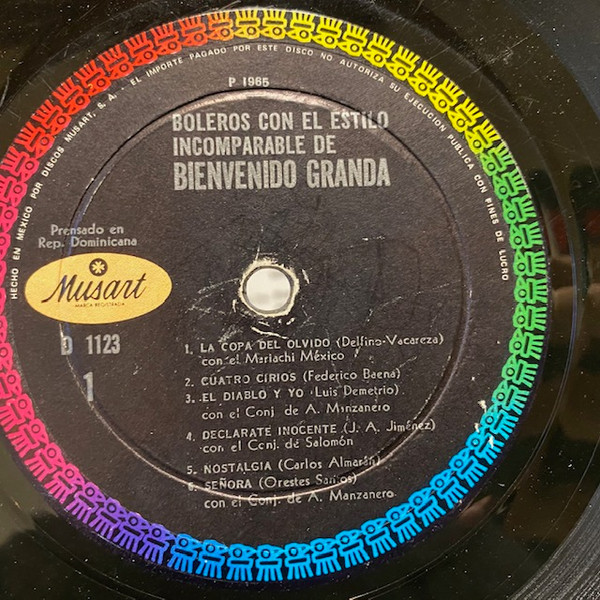 HECHO EN MEXICO POR DISCOS MUSART, S. A. - EL IMPORTE PAGADO POR ESTE DISCO NO AUTORIZA SU EJECUCION PUBLICA CON FINES DE LUCRO
P 1965
BOLEROS CON EL ESTILO
INCOMPARABLE DE
BIENVENIDO GRANDA
Prensado en
Rep. Dominicana
Musart
MARCA REGISTRADA
D 1123
1
1. LA COPA DEL OLVIDO (Delfino-Vacareza)
con el Mariachi México
2. CUATRO CIRIOS (Federico Baena)
3. EL DIABLO Y YO (Luis Demetrio)
con el Conj. de A. Manzanero
4. DECLARATE INOCENTE (J. A. Jiménez)
con el Conj. de Salomón
5. NOSTALGIA (Carlos Almarán)
6. SEÑORA (Orestes Santos)
con el Conj. de A. Manzanero